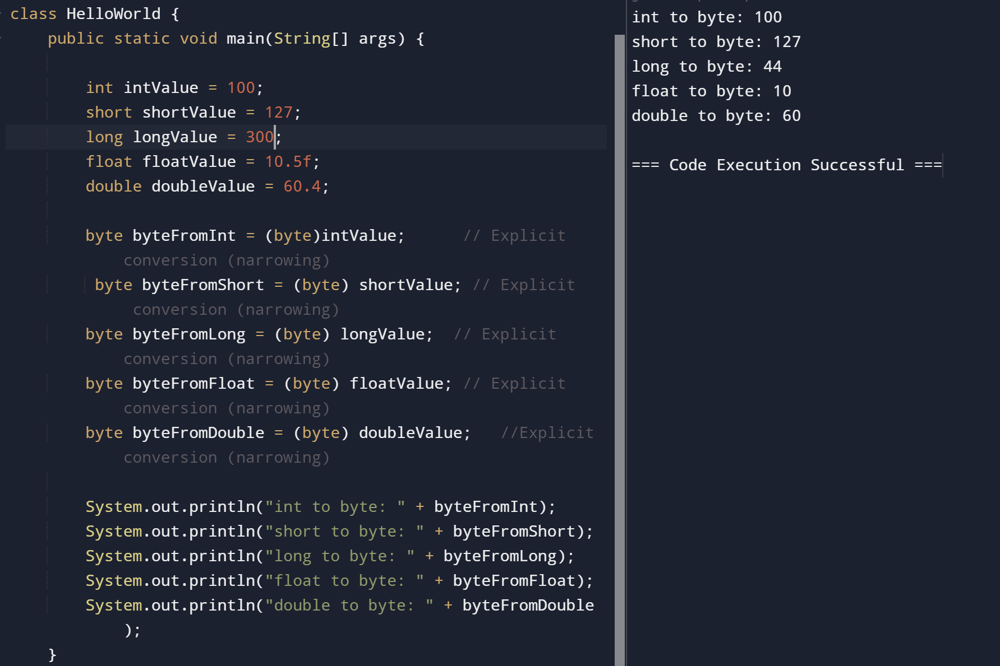 class HelloWorld {
public static void main(String[] args) {
int intValue = 100;
short shortValue = 127;
long longValue = 300;
float floatValue = 10.5f;
double doubleValue = 60.4;
byte byteFromInt = (byte)intValue; // Explicit
conversion (narrowing)
byte byteFromShort = (byte) shortValue; // Explicit
conversion (narrowing)
byte byteFromLong = (byte) longValue; // Explicit
conversion (narrowing)
byte byteFromFloat = (byte) floatValue; // Explicit
conversion (narrowing)
byte byteFromDouble = (byte) doubleValue; //Explicit
conversion (narrowing)
System.out.println("int to byte: " + byteFromInt);
System.out.println("short to byte: " + byteFromShort);
System.out.println("long to byte: " + byteFromLong);
System.out.println("float to byte: " + byteFromFloat);
System.out.println("double to byte: " + byteFromDouble
);
}
int to byte: 100
short to byte: 127
long to byte: 44
float to byte: 10
double to byte: 60
=== Code Execution Successful ===